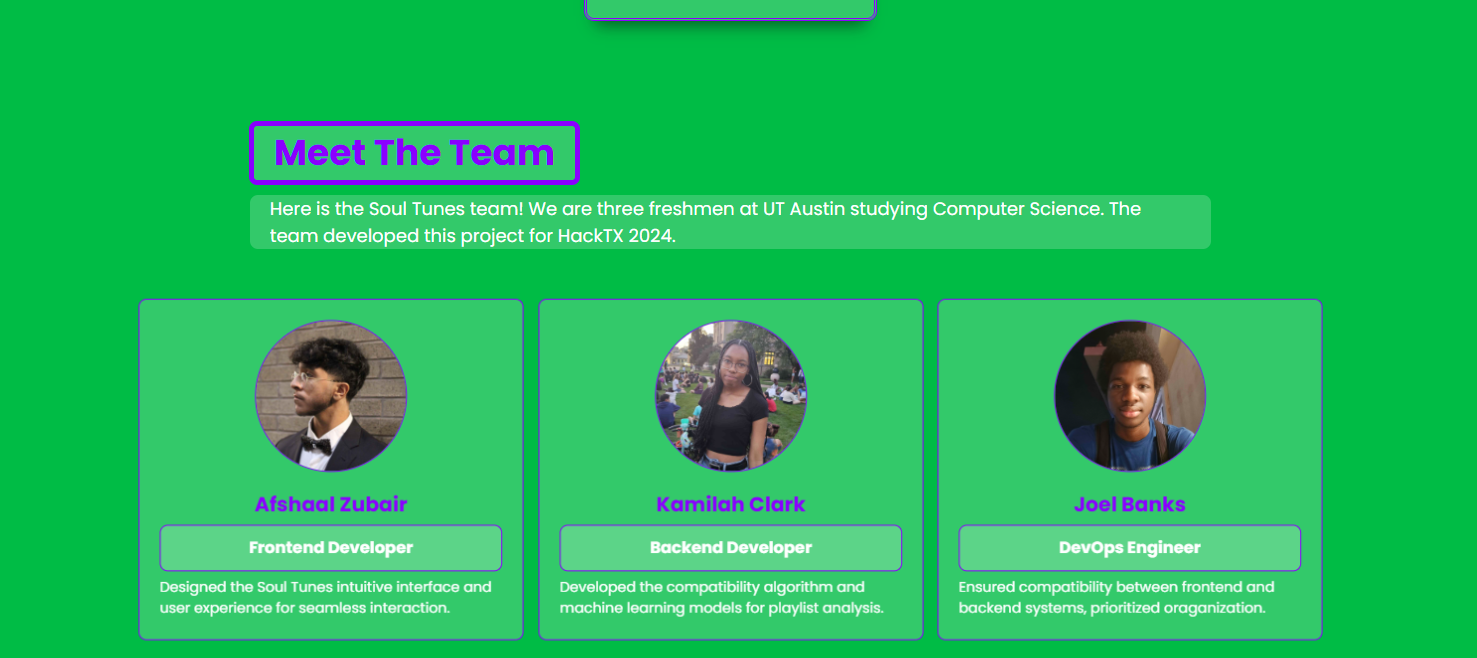 Meet The Team
Here is the Soul Tunes team! We are three freshmen at UT Austin studying Computer Science. The
team developed this project for HackTX 2024.
Afshaal Zubair
Frontend Developer
Designed the Soul Tunes intuitive interface and
user experience for seamless interaction.
Kamilah Clark
Backend Developer
Developed the compatibility algorithm and
machine learning models for playlist analysis.
Joel Banks
DevOps Engineer
Ensured compatibility between frontend and
backend systems, prioritized oraganization.